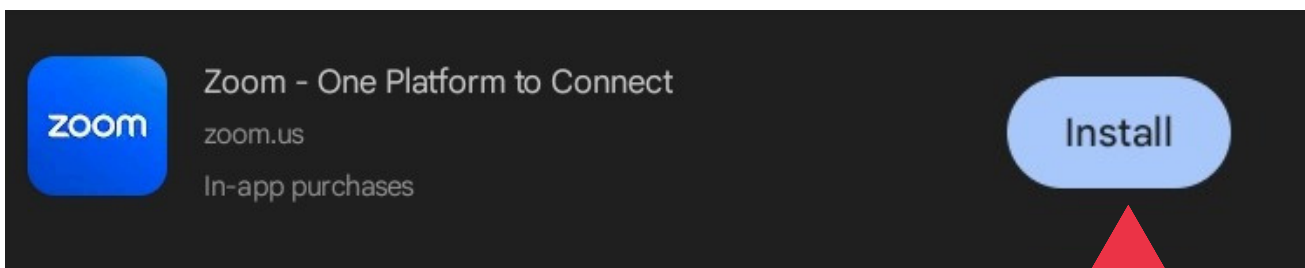 zoom
Zoom - One Platform to Connect
zoom.us
In-app purchases
Install